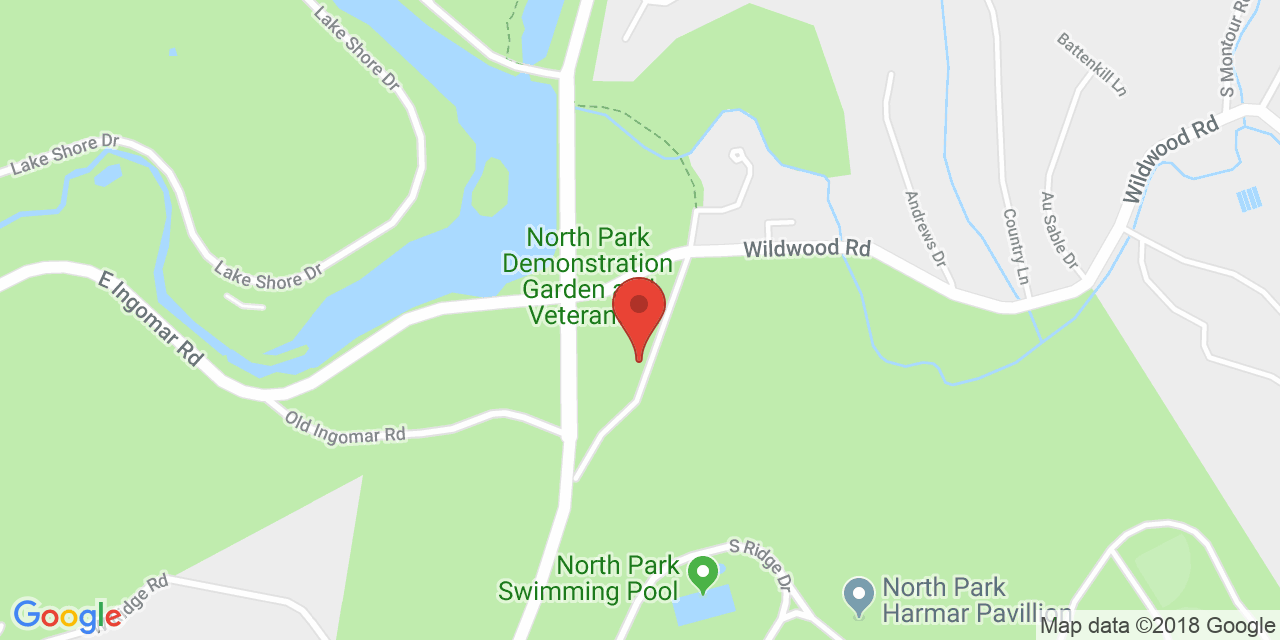 Lake Shore Dr
Battenkill Ln
S Montour Rd
Lake Shore Dr
Wildwood Rd
Andrews Dr
Country Ln
Au Sable Dr
North Park
Demonstration
Garden a
Veteran
Wildwood Rd
Lake Shore Dr
E Ingomar Rd
Old Ingomar Rd
S Ridge Dr
North Park
Swimming Pool
North Park
Harmar Pavillion
dge Rd
Google
Map data ©2018 Google